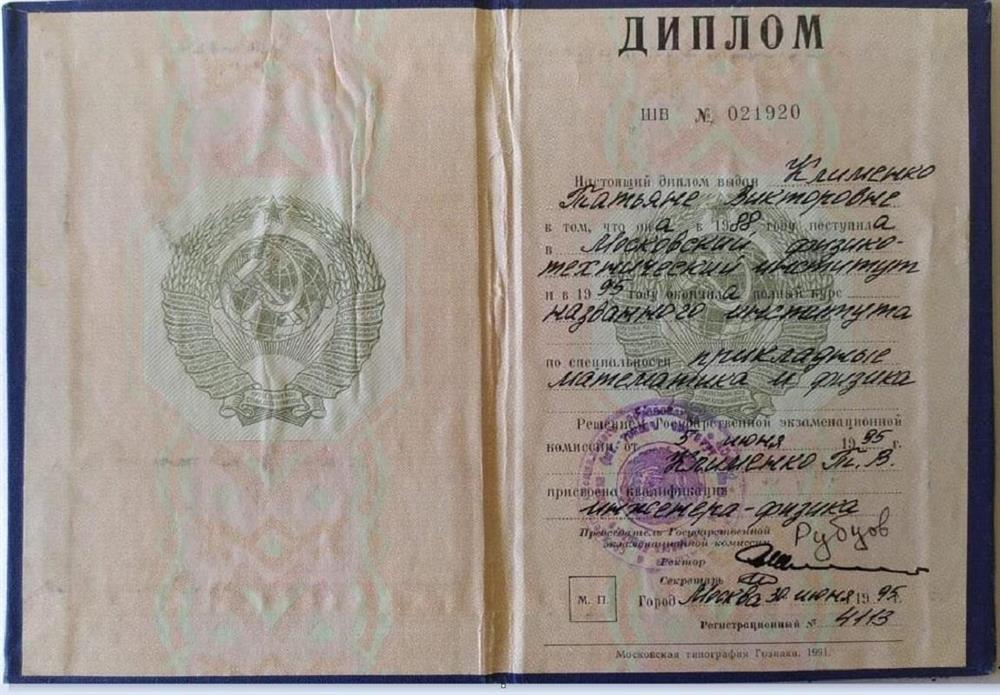 ДИПЛОМ
ШВ № 021920
Настоящий диплом выдан Клименко
Татьяне Викторовне
в том, что она в 1988 году поступила
в Московский физико-
технический институт
и в 1995 году окончила полный курс
названного института
по специальности прикладные
математика и физика
Решением Государственной экзаменационной
комиссии от 5 июня 1995 г.
Клименко Т. В.
присвоена квалификация
инженера-физика
Председатель Государственной
экзаменационной комиссии Рубцов
Ректор
Секретарь
М. П.
Город Москва 30 июня 1995 г.
Регистрационный № 4113
Московская типография Гознака. 1991.